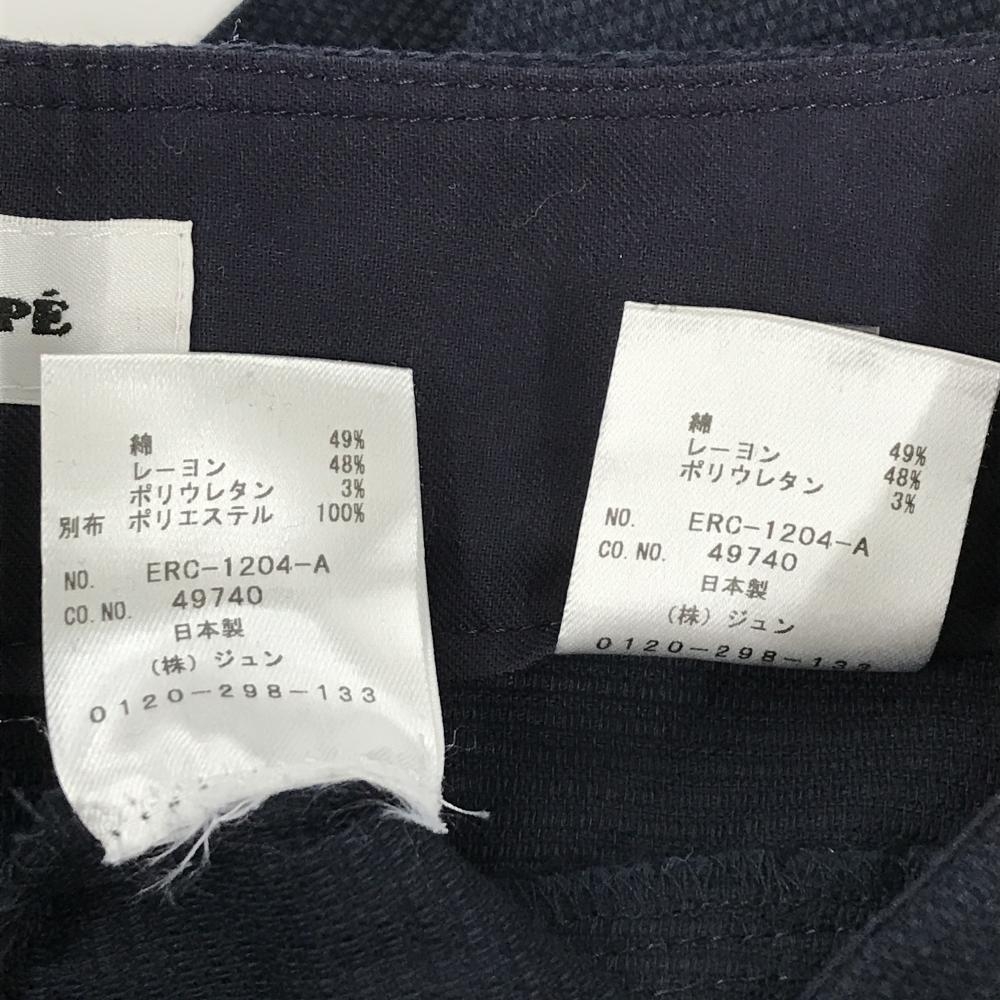 PÉ
綿 49%
レーヨン 48%
ポリウレタン 3%
別布 ポリエステル 100%
NO. ERC-1204-A
CO.NO. 49740
日本製
(株)ジュン
0120-298-133
綿 49%
レーヨン 48%
ポリウレタン 3%
NO. ERC-1204-A
CO.NO. 49740
日本製
(株)ジュン
0120-298-133